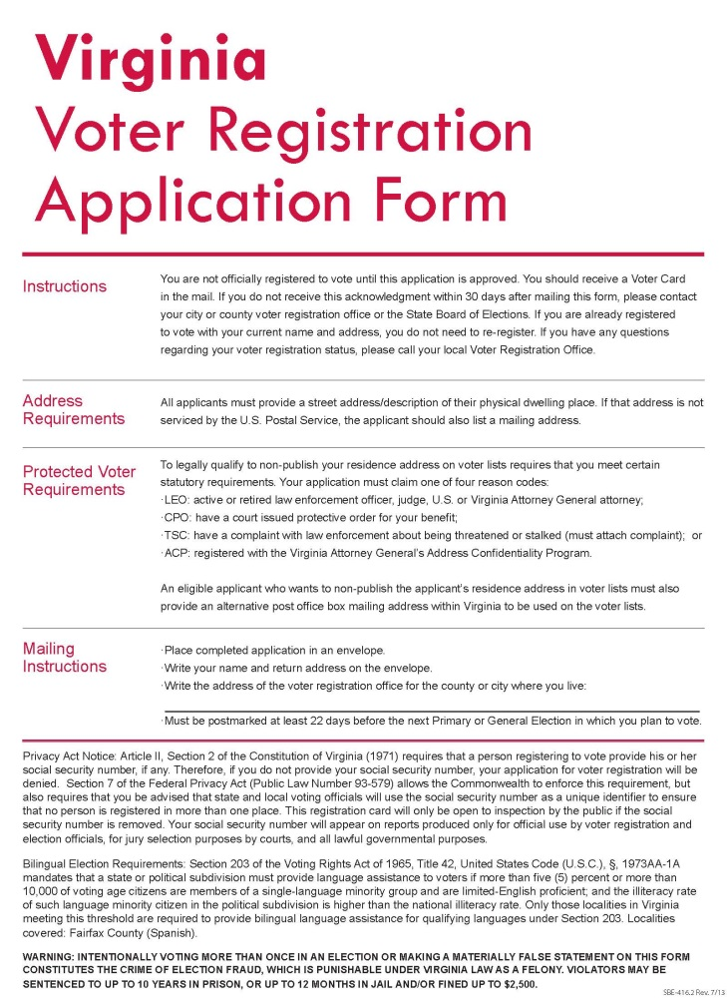 Virginia
Voter Registration
Application Form
Instructions
You are not officially registered to vote until this application is approved. You should receive a Voter Card
in the mail. If you do not receive this acknowledgment within 30 days after mailing this form, please contact
your city or county voter registration office or the State Board of Elections. If you are already registered
to vote with your current name and address, you do not need to re-register. If you have any questions
regarding your voter registration status, please call your local Voter Registration Office.
Address
Requirements
All applicants must provide a street address/description of their physical dwelling place. If that address is not
serviced by the U.S. Postal Service, the applicant should also list a mailing address.
Protected Voter
Requirements
To legally qualify to non-publish your residence address on voter lists requires that you meet certain
statutory requirements. Your application must claim one of four reason codes:
·LEO: active or retired law enforcement officer, judge, U.S. or Virginia Attorney General attorney;
·CPO: have a court issued protective order for your benefit;
·TSC: have a complaint with law enforcement about being threatened or stalked (must attach complaint); or
·ACP: registered with the Virginia Attorney General's Address Confidentiality Program.
An eligible applicant who wants to non-publish the applicant's residence address in voter lists must also
provide an alternative post office box mailing address within Virginia to be used on the voter lists.
Mailing
Instructions
·Place completed application in an envelope.
·Write your name and return address on the envelope.
·Write the address of the voter registration office for the county or city where you live:
·Must be postmarked at least 22 days before the next Primary or General Election in which you plan to vote.
Privacy Act Notice: Article II, Section 2 of the Constitution of Virginia (1971) requires that a person registering to vote provide his or her
social security number, if any. Therefore, if you do not provide your social security number, your application for voter registration will be
denied. Section 7 of the Federal Privacy Act (Public Law Number 93-579) allows the Commonwealth to enforce this requirement, but
also requires that you be advised that state and local voting officials will use the social security number as a unique identifier to ensure
that no person is registered in more than one place. This registration card will only be open to inspection by the public if the social
security number is removed. Your social security number will appear on reports produced only for official use by voter registration and
election officials, for jury selection purposes by courts, and all lawful governmental purposes.
Bilingual Election Requirements: Section 203 of the Voting Rights Act of 1965, Title 42, United States Code (U.S.C.), §, 1973AA-1A
mandates that a state or political subdivision must provide language assistance to voters if more than five (5) percent or more than
10,000 of voting age citizens are members of a single-language minority group and are limited-English proficient; and the illiteracy rate
of such language minority citizen in the political subdivision is higher than the national illiteracy rate. Only those localities in Virginia
meeting this threshold are required to provide bilingual language assistance for qualifying languages under Section 203. Localities
covered: Fairfax County (Spanish).
WARNING: INTENTIONALLY VOTING MORE THAN ONCE IN AN ELECTION OR MAKING A MATERIALLY FALSE STATEMENT ON THIS FORM
CONSTITUTES THE CRIME OF ELECTION FRAUD, WHICH IS PUNISHABLE UNDER VIRGINIA LAW AS A FELONY. VIOLATORS MAY BE
SENTENCED TO UP TO 10 YEARS IN PRISON, OR UP TO 12 MONTHS IN JAIL AND/OR FINED UP TO $2,500.
SBE-416.2 Rev. 7/13